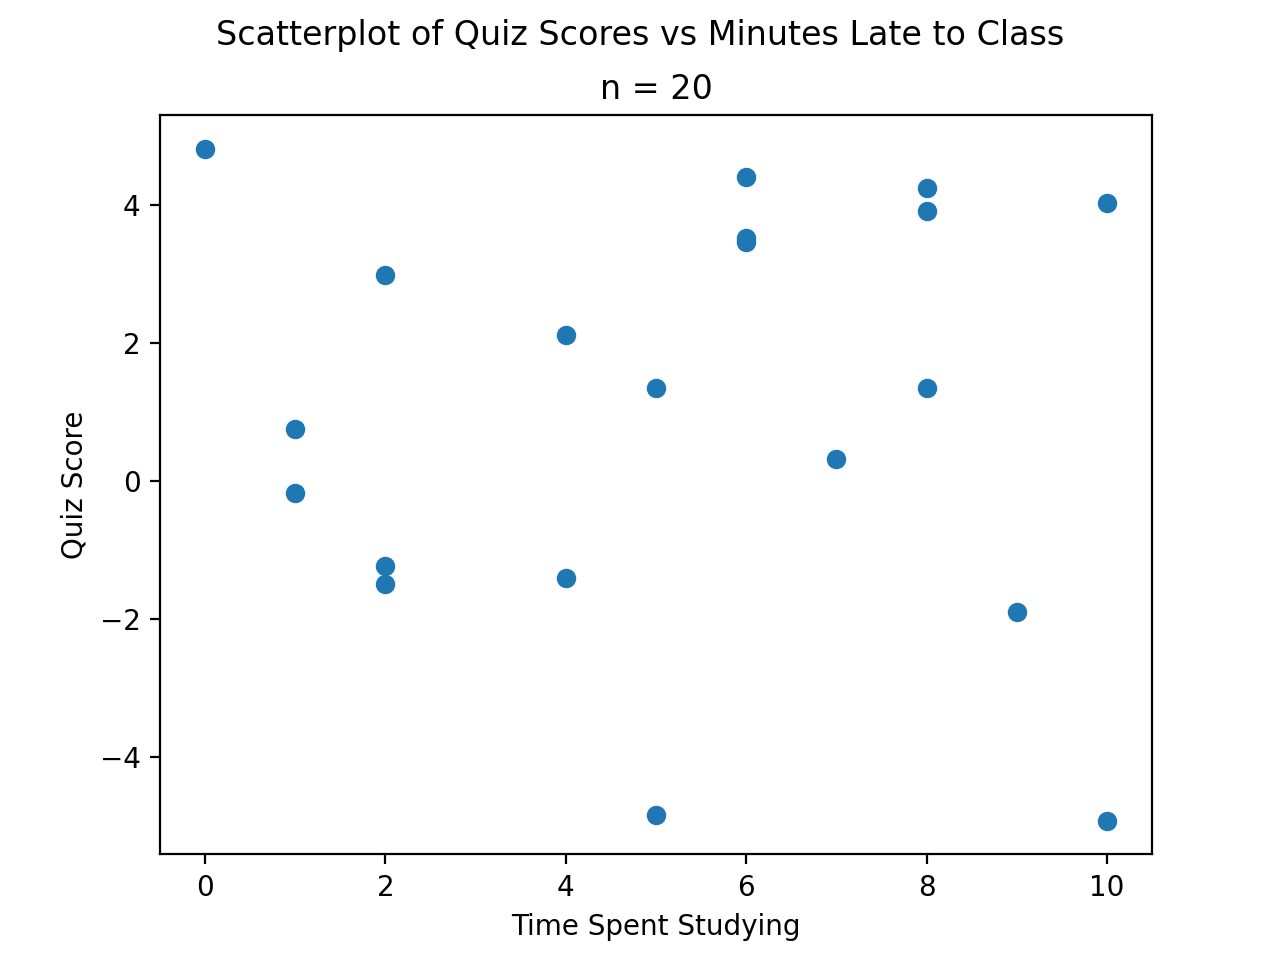 Scatterplot of Quiz Scores vs Minutes Late to Class
n = 20
4
2
0
−2
−4
Quiz Score
0 2 4 6 8 10
Time Spent Studying